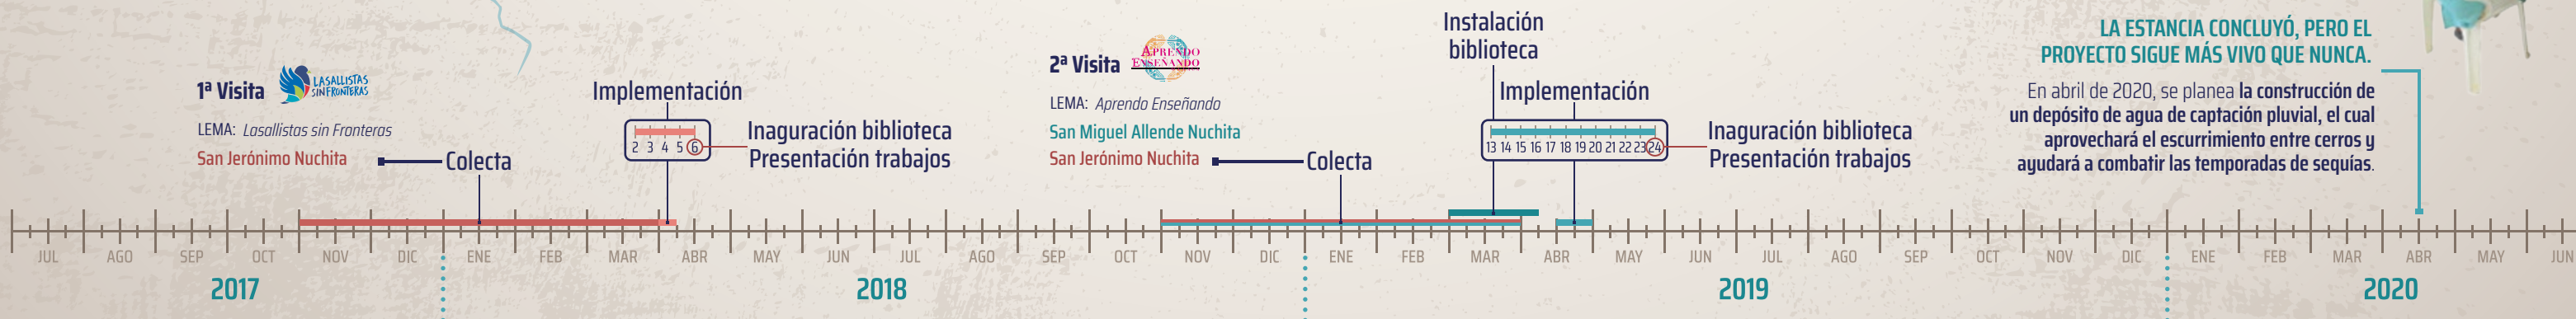 1ª Visita
LASALLISTAS
SIN FRONTERAS
LEMA: Lasallistas sin Fronteras
San Jerónimo Nuchita
Colecta
Implementación
2 3 4 5 6
Inaguración biblioteca
Presentación trabajos
2ª Visita
APRENDO
ENSEÑANDO
LEMA: Aprendo Enseñando
San Miguel Allende Nuchita
San Jerónimo Nuchita
Colecta
Instalación
biblioteca
Implementación
13 14 15 16 17 18 19 20 21 22 23 24
Inaguración biblioteca
Presentación trabajos
LA ESTANCIA CONCLUYÓ, PERO EL
PROYECTO SIGUE MÁS VIVO QUE NUNCA.
En abril de 2020, se planea la construcción de
un depósito de agua de captación pluvial, el cual
aprovechará el escurrimiento entre cerros y
ayudará a combatir las temporadas de sequías.
JUL AGO SEP OCT NOV DIC ENE FEB MAR ABR MAY JUN JUL AGO SEP OCT NOV DIC ENE FEB MAR ABR MAY JUN JUL AGO SEP OCT NOV DIC ENE FEB MAR ABR MAY JUN
2017 2018 2019 2020